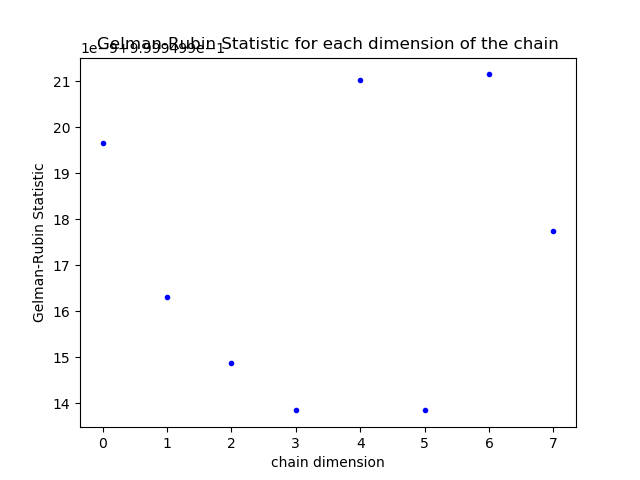 Gelman-Rubin Statistic for each dimension of the chain
1e−9+9.999499e−1
21
20
19
18
17
16
15
14
Gelman-Rubin Statistic
0 1 2 3 4 5 6 7
chain dimension